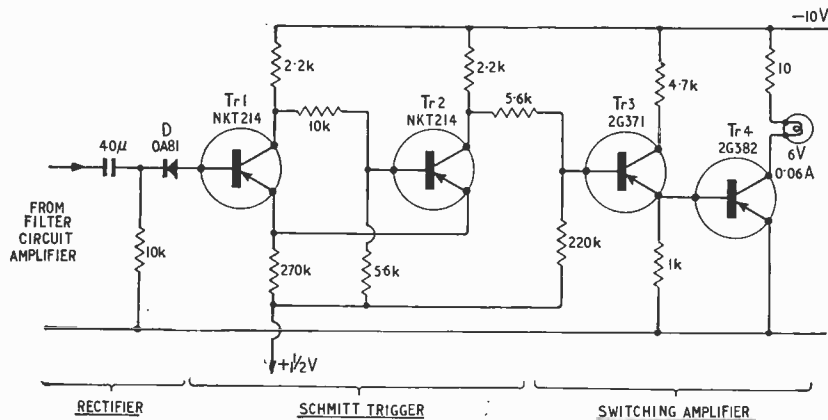 −10V
2·2k
2·2k
10
4·7k
Tr1
NKT214
Tr2
NKT214
5·6k
Tr3
2G371
D
OA81
40μ
10k
Tr4
2G382
6V
0·06A
FROM
FILTER
CIRCUIT
AMPLIFIER
10k
270k
5·6k
220k
1k
+1½V
RECTIFIER
SCHMITT TRIGGER
SWITCHING AMPLIFIER